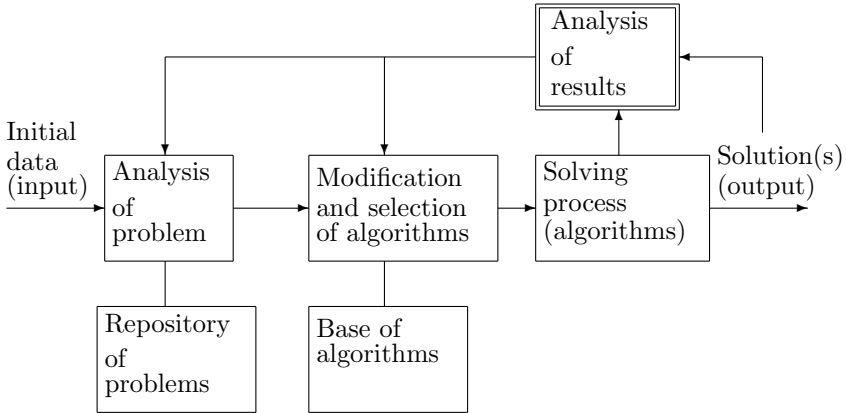 Analysis
of
results
Initial
data
(input)
Analysis
of
problem
Modification
and selection
of algorithms
Solving
process
(algorithms)
Solution(s)
(output)
Repository
of
problems
Base of
algorithms